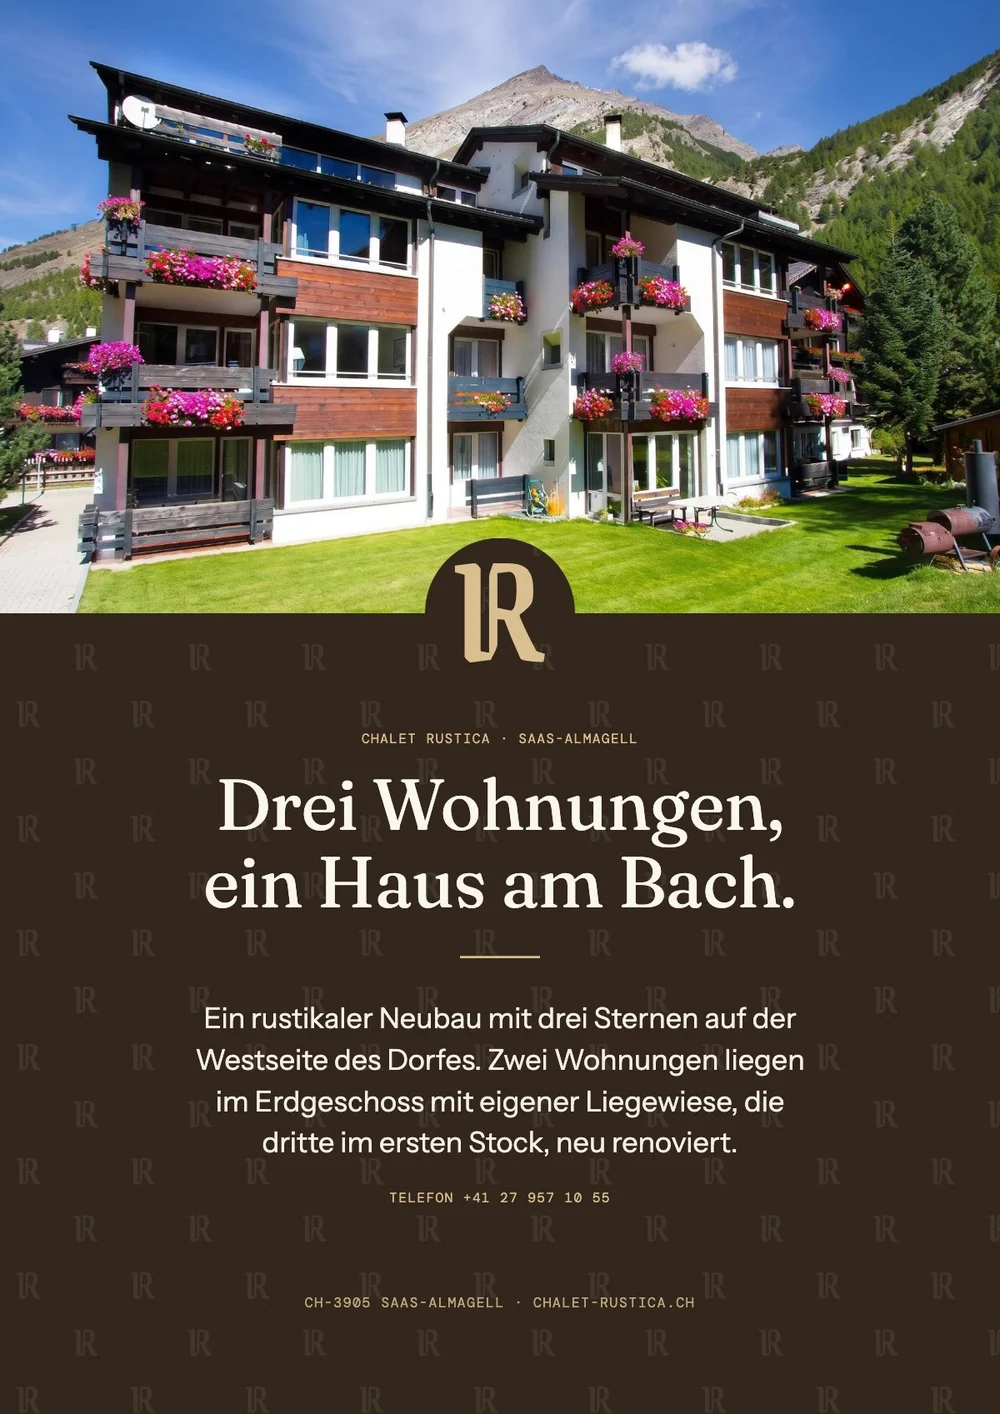 R
CHALET RUSTICA · SAAS-ALMAGELL
Drei Wohnungen,
ein Haus am Bach.
Ein rustikaler Neubau mit drei Sternen auf der
Westseite des Dorfes. Zwei Wohnungen liegen
im Erdgeschoss mit eigener Liegewiese, die
dritte im ersten Stock, neu renoviert.
TELEFON +41 27 957 10 55
CH-3905 SAAS-ALMAGELL · CHALET-RUSTICA.CH